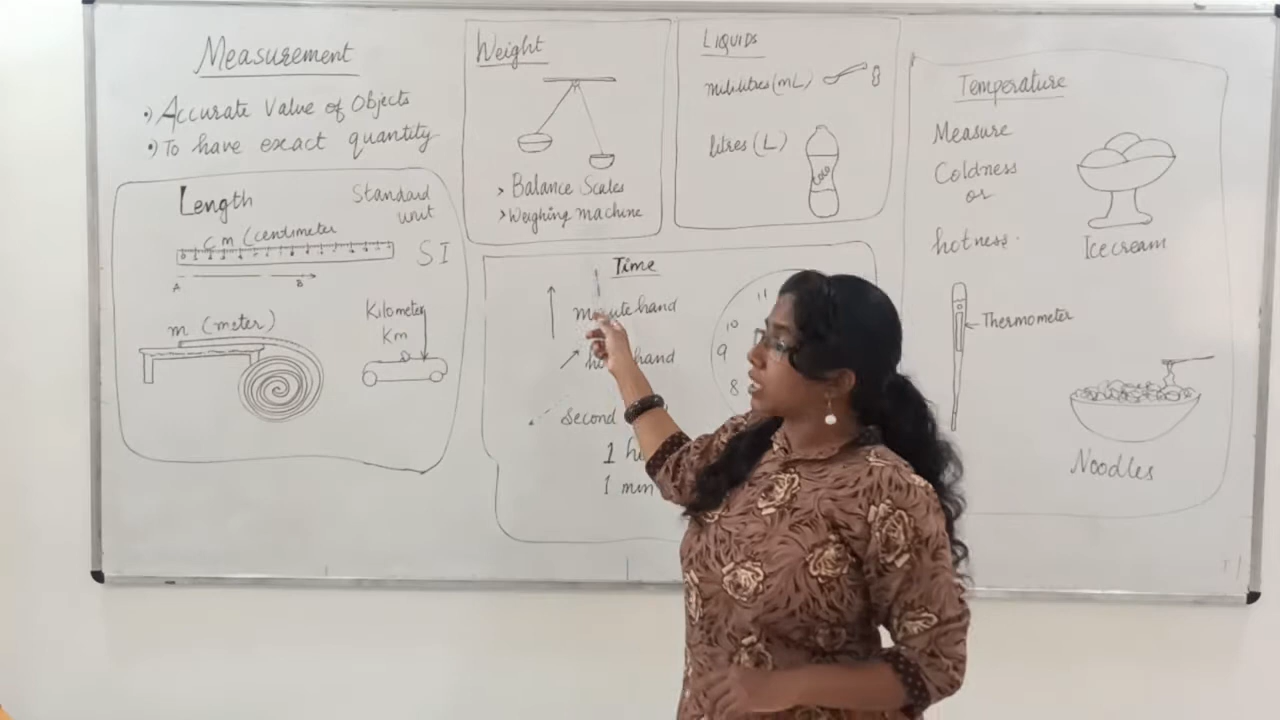 Measurement
•) Accurate Value of Objects
•) To have exact quantity
Length
Standard
unit
SI
cm (centimeter
A B
m (meter)
Kilometer
Km
Weight
> Balance Scales
> Weighing machine
LIQUIDS
(mL)
litres (L)
Time
minute hand
hour hand
Second
1
1 min
11
10
9
8
Temperature
Measure
Coldness
or
hotness.
Icecream
Thermometer
Noodles